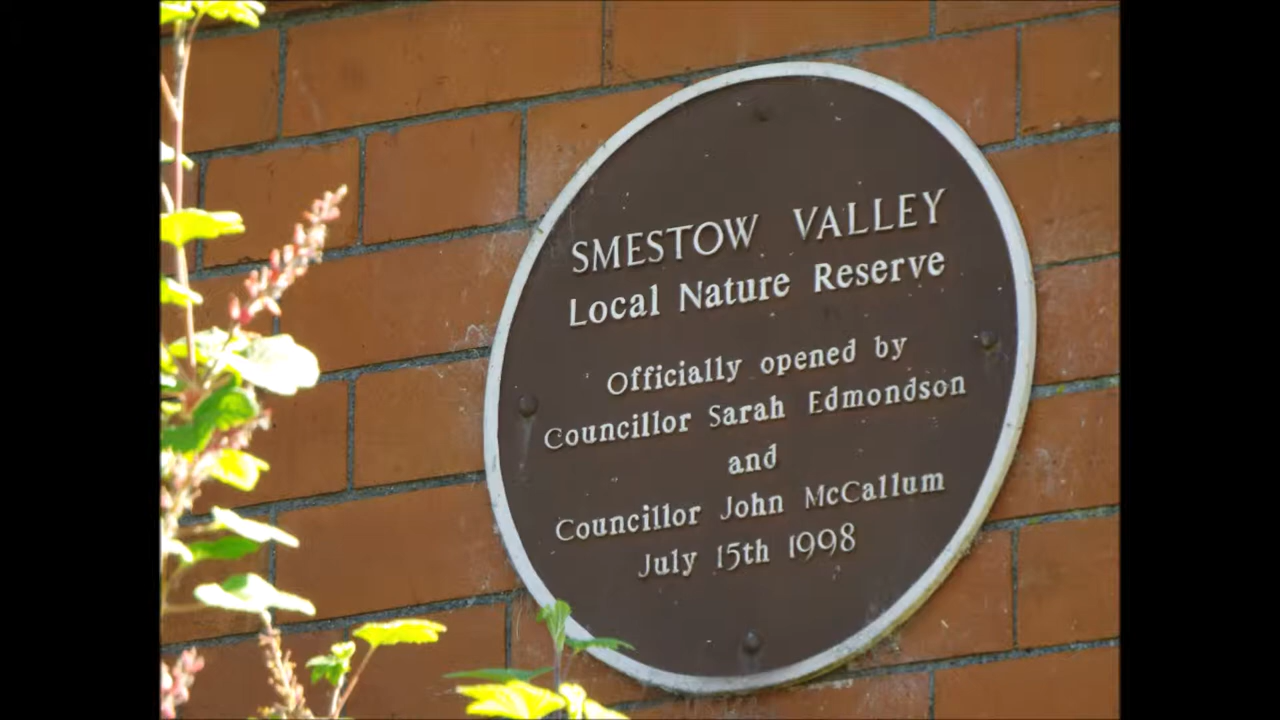 SMESTOW VALLEY
Local Nature Reserve
Officially opened by
Councillor Sarah Edmondson
and
Councillor John McCallum
July 15th 1998